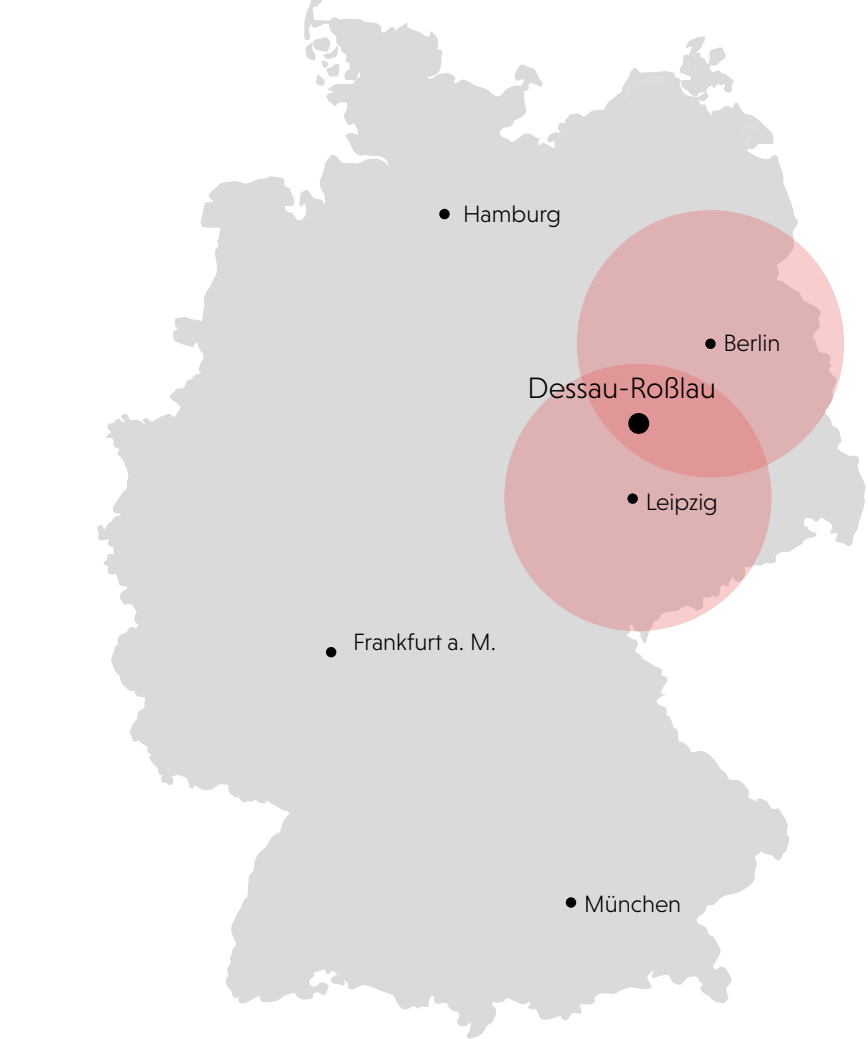 Hamburg
Berlin
Dessau-Roßlau
Leipzig
Frankfurt a. M.
München